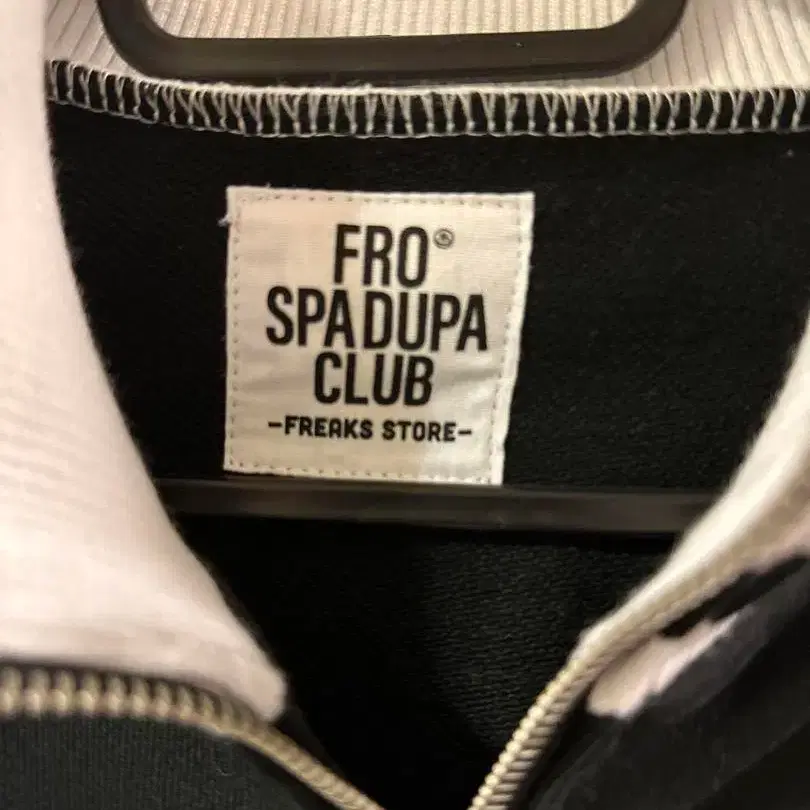 FRO®
SPADUPA
CLUB
-FREAKS STORE-